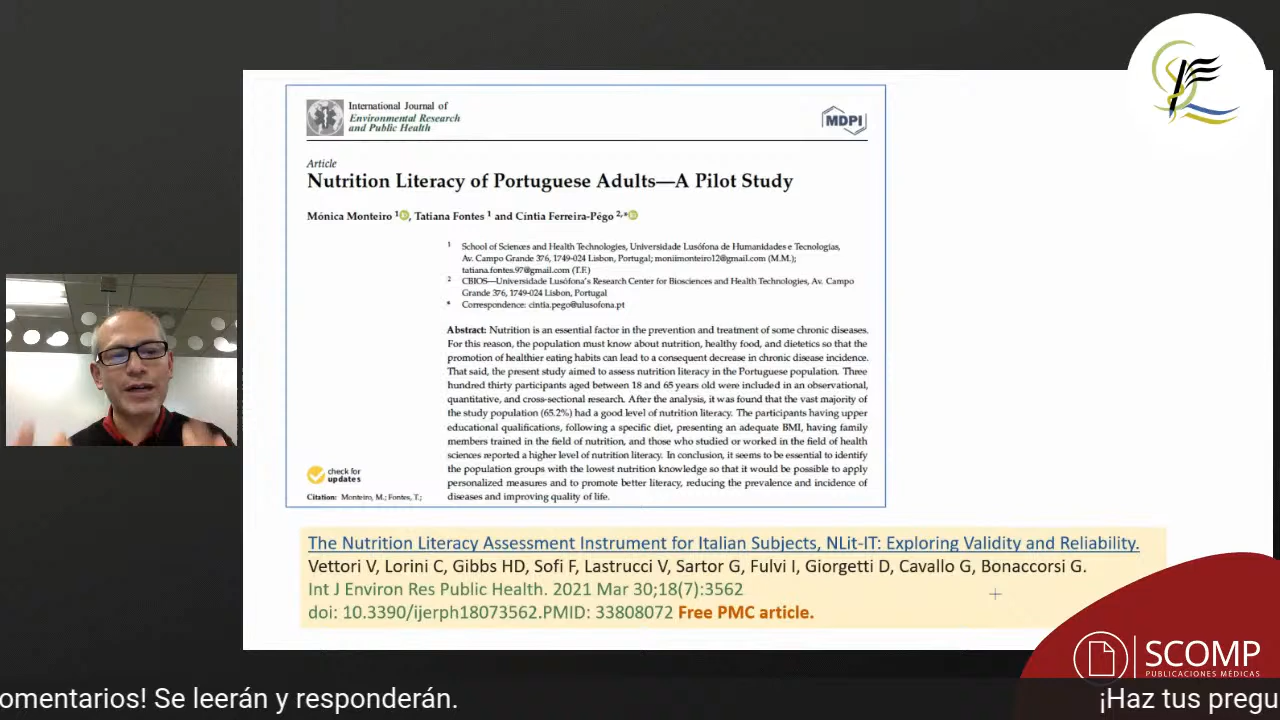 International Journal of
Environmental Research
and Public Health
MDPI
Article
Nutrition Literacy of Portuguese Adults—A Pilot Study
Mónica Monteiro 1, Tatiana Fontes 1 and Cíntia Ferreira-Pêgo 2,*
1 School of Sciences and Health Technologies, Universidade Lusófona de Humanidades e Tecnologias,
Av. Campo Grande 376, 1749-024 Lisbon, Portugal; moniimonteiro12@gmail.com (M.M.);
tatiana.fontes.97@gmail.com (T.F.)
2 CBIOS—Universidade Lusófona's Research Center for Biosciences and Health Technologies, Av. Campo
Grande 376, 1749-024 Lisbon, Portugal
* Correspondence: cintia.pego@ulusofona.pt
Abstract: Nutrition is an essential factor in the prevention and treatment of some chronic diseases.
For this reason, the population must know about nutrition, healthy food, and dietetics so that the
promotion of healthier eating habits can lead to a consequent decrease in chronic disease incidence.
That said, the present study aimed to assess nutrition literacy in the Portuguese population. Three
hundred thirty participants aged between 18 and 65 years old were included in an observational,
quantitative, and cross-sectional research. After the analysis, it was found that the vast majority of
the study population (65.2%) had a good level of nutrition literacy. The participants having upper
educational qualifications, following a specific diet, presenting an adequate BMI, having family
members trained in the field of nutrition, and those who studied or worked in the field of health
sciences reported a higher level of nutrition literacy. In conclusion, it seems to be essential to identify
the population groups with the lowest nutrition knowledge so that it would be possible to apply
personalized measures and to promote better literacy, reducing the prevalence and incidence of
diseases and improving quality of life.
check for
updates
Citation: Monteiro, M.; Fontes, T.;
The Nutrition Literacy Assessment Instrument for Italian Subjects, NLit-IT: Exploring Validity and Reliability.
Vettori V, Lorini C, Gibbs HD, Sofi F, Lastrucci V, Sartor G, Fulvi I, Giorgetti D, Cavallo G, Bonaccorsi G.
Int J Environ Res Public Health. 2021 Mar 30;18(7):3562
doi: 10.3390/ijerph18073562.PMID: 33808072 Free PMC article.
SCOMP
PUBLICACIONES MÉDICAS
omentarios! Se leerán y responderán.
¡Haz tus pregu